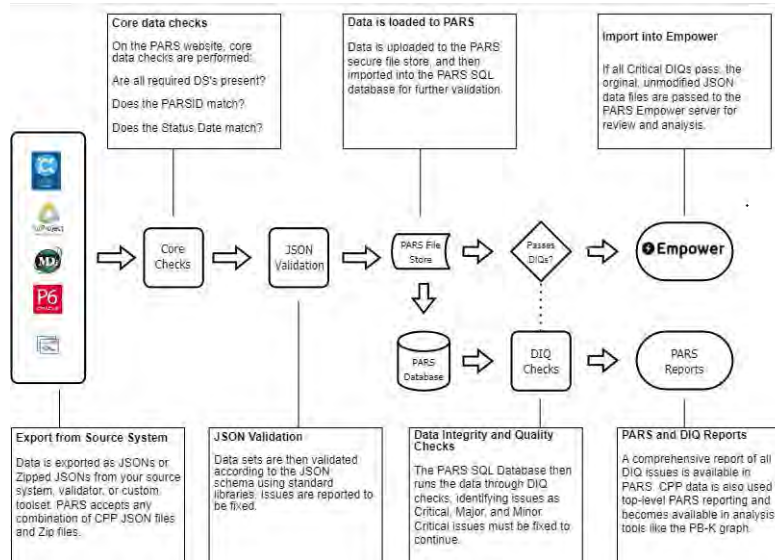 Core data checks
On the PARS website, core
data checks are performed:
Are all required DS's present?
Does the PARSID match?
Does the Status Date match?
Data is loaded to PARS
Data is uploaded to the PARS
secure file store, and then
imported into the PARS SQL
database for further validation.
Import into Empower
If all Critical DIQs pass, the
orginal, unmodified JSON
data files are passed to the
PARS Empower server for
review and analysis.
C
P6
Core
Checks
JSON
Validation
PARS File
Store
Passes
DIQs?
Empower
PARS
Database
DIQ
Checks
PARS
Reports
Export from Source System
Data is exported as JSONs or
Zipped JSONs from your source
system, validator, or custom
toolset. PARS accepts any
combination of CPP JSON files
and Zip files.
JSON Validation
Data sets are then validated
according to the JSON
schema using standard
libraries. Issues are reported to
be fixed.
Data Integrity and Quality
Checks
The PARS SQL Database then
runs the data through DIQ
checks, identifying issues as
Critical, Major, and Minor.
Critical issues must be fixed to
continue.
PARS and DIQ Reports
A comprehensive report of all
DIQ issues is available in
PARS. CPP data is also used
top-level PARS reporting and
becomes available in analysis
tools like the PB-K graph.